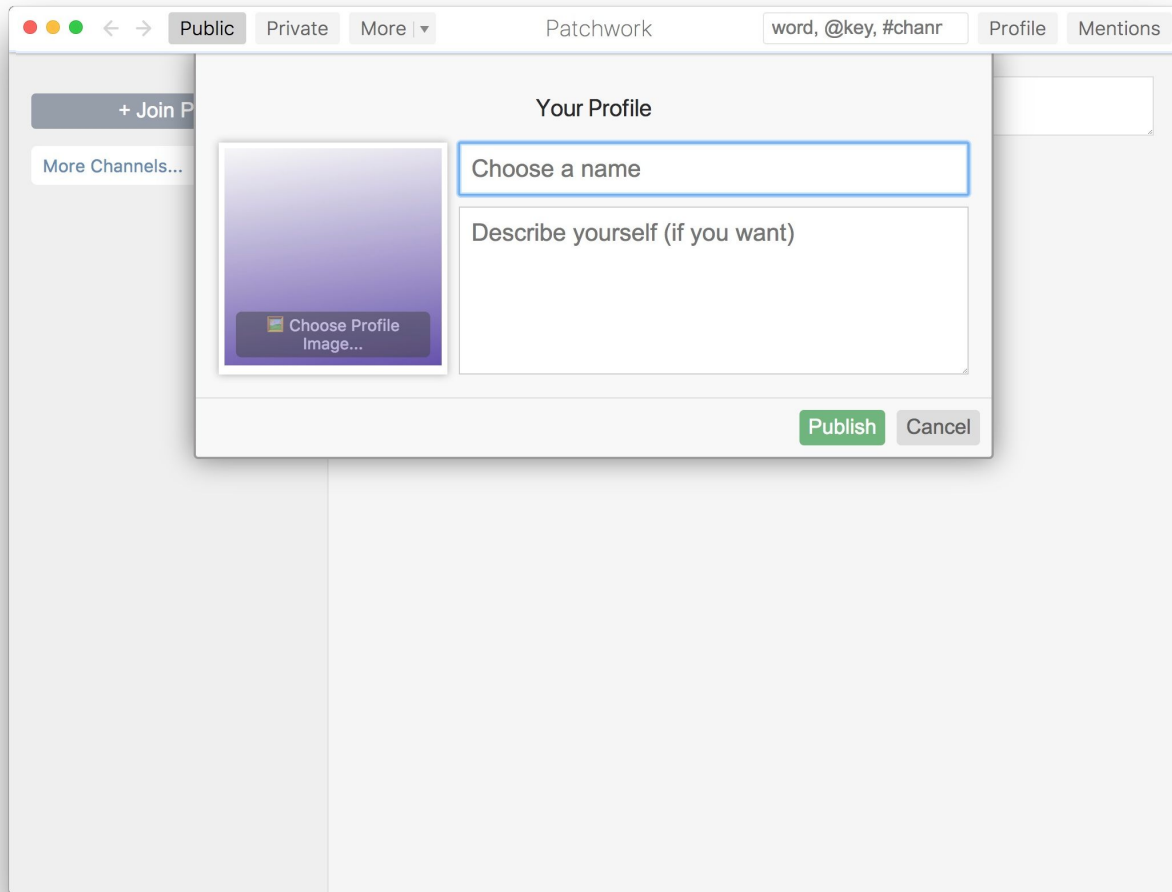 Public Private More Patchwork word, @key, #chanr Profile Mentions
+ Join P
More Channels...
Your Profile
Choose a name
Describe yourself (if you want)
Choose Profile
Image...
Publish Cancel